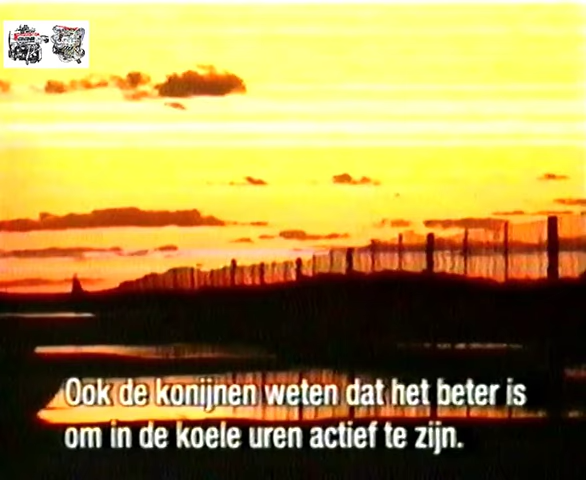 Ook de konijnen weten dat het beter is
om in de koele uren actief te zijn.